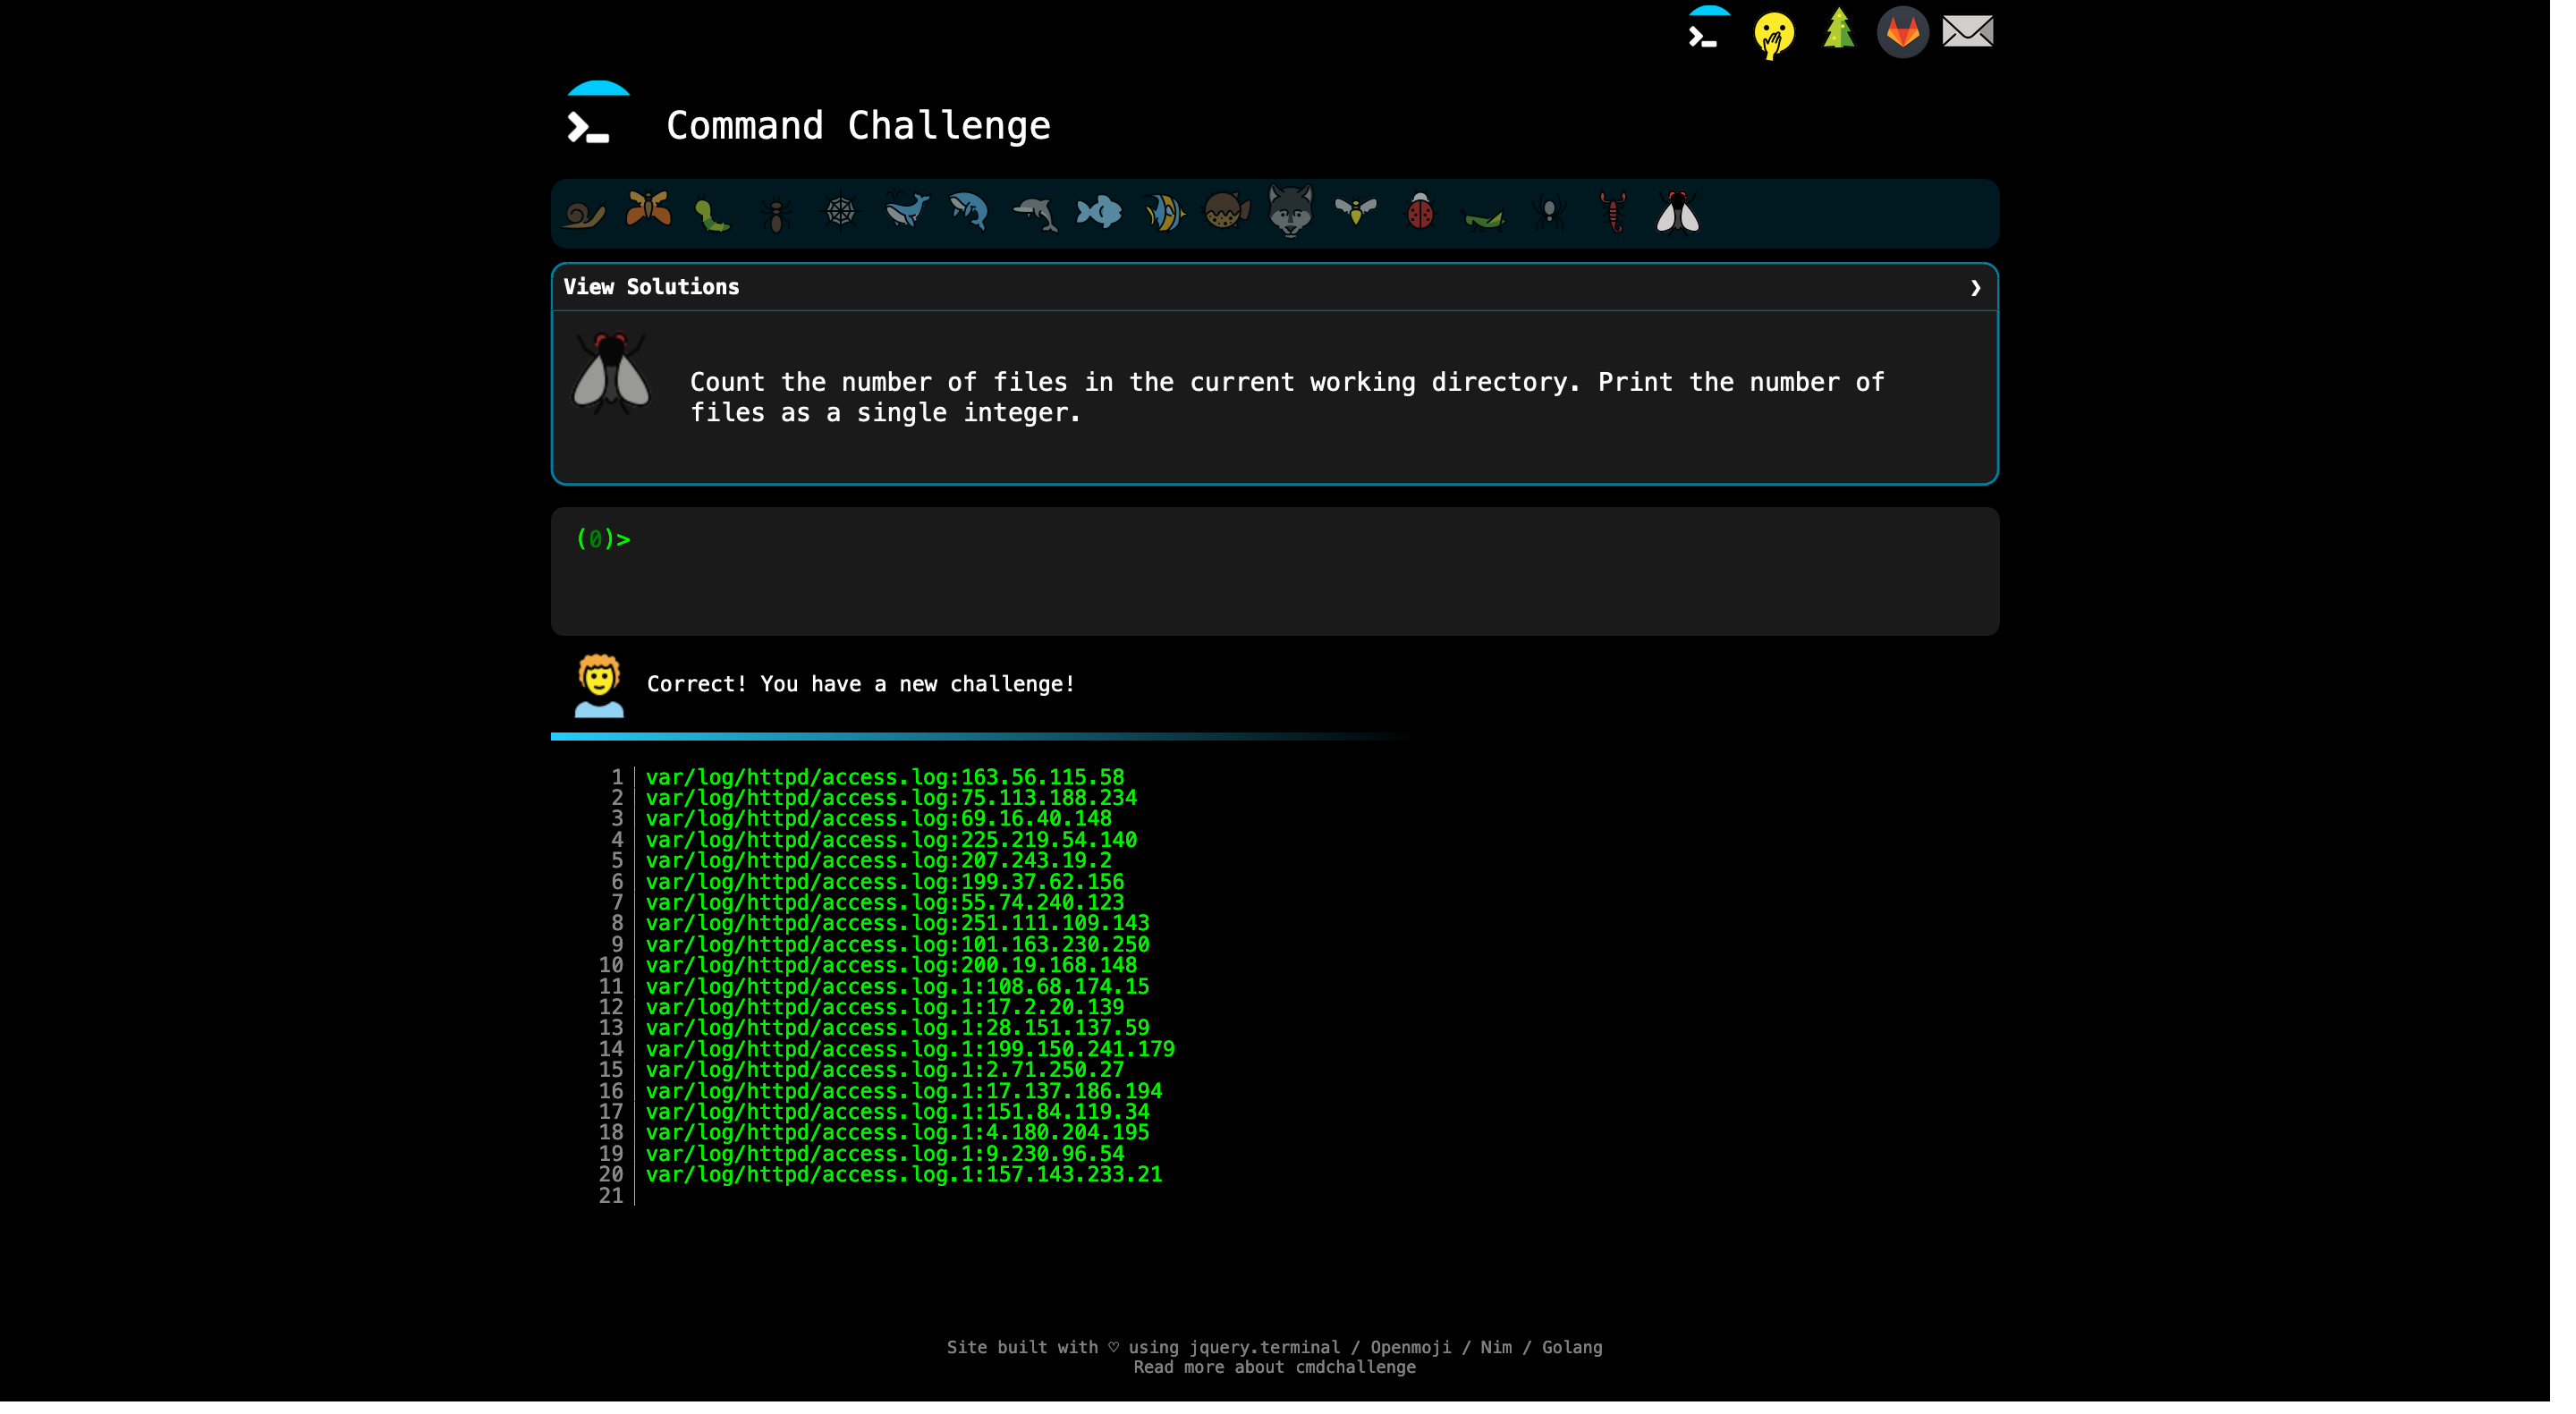 Command Challenge
View Solutions ❯
Count the number of files in the current working directory. Print the number of
files as a single integer.
(0)>
Correct! You have a new challenge!
1 var/log/httpd/access.log:163.56.115.58
2 var/log/httpd/access.log:75.113.188.234
3 var/log/httpd/access.log:69.16.40.148
4 var/log/httpd/access.log:225.219.54.140
5 var/log/httpd/access.log:207.243.19.2
6 var/log/httpd/access.log:199.37.62.156
7 var/log/httpd/access.log:55.74.240.123
8 var/log/httpd/access.log:251.111.109.143
9 var/log/httpd/access.log:101.163.230.250
10 var/log/httpd/access.log:200.19.168.148
11 var/log/httpd/access.log.1:108.68.174.15
12 var/log/httpd/access.log.1:17.2.20.139
13 var/log/httpd/access.log.1:28.151.137.59
14 var/log/httpd/access.log.1:199.150.241.179
15 var/log/httpd/access.log.1:2.71.250.27
16 var/log/httpd/access.log.1:17.137.186.194
17 var/log/httpd/access.log.1:151.84.119.34
18 var/log/httpd/access.log.1:4.180.204.195
19 var/log/httpd/access.log.1:9.230.96.54
20 var/log/httpd/access.log.1:157.143.233.21
21
Site built with ♡ using jquery.terminal / Openmoji / Nim / Golang
Read more about cmdchallenge